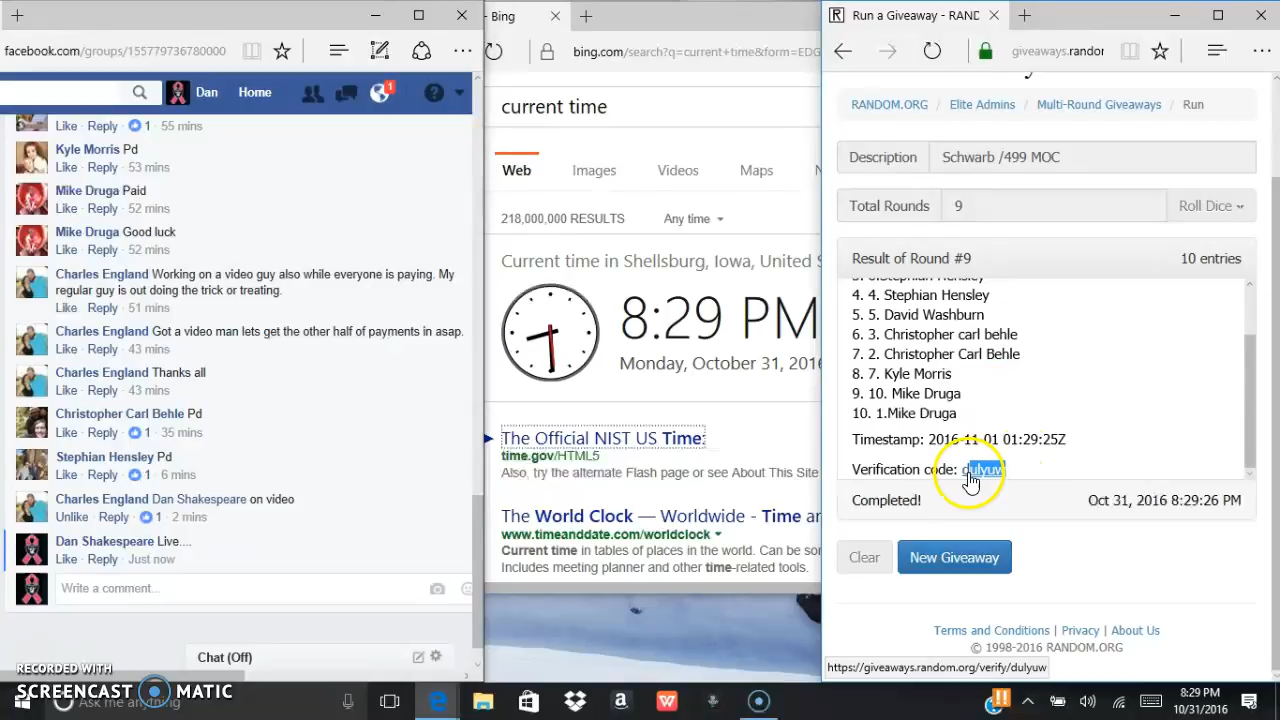 facebook.com/groups/155779736780000
Dan
Home
1
Like · Reply · 1 · 55 mins
Kyle Morris Pd
Like · Reply · 53 mins
Mike Druga Paid
Like · Reply · 52 mins
Mike Druga Good luck
Like · Reply · 52 mins
Charles England Working on a video guy also while everyone is paying. My
regular guy is out doing the trick or treating.
Like · Reply · 51 mins
Charles England Got a video man lets get the other half of payments in asap.
Like · Reply · 43 mins
Charles England Thanks all
Like · Reply · 43 mins
Christopher Carl Behle Pd
Like · Reply · 1 · 35 mins
Stephian Hensley Pd
Like · Reply · 1 · 6 mins
Charles England Dan Shakespeare on video
Unlike · Reply · 1 · 2 mins
Dan Shakespeare Live....
Like · Reply · Just now
Write a comment...
Chat (Off)
RECORDED WITH
SCREENCAST MATIC
Ask me anything
Bing
bing.com/search?q=current+time&form=EDG
current time
Web
Images
Videos
Maps
218,000,000 RESULTS
Any time
Current time in Shellsburg, Iowa, United
8:29 PM
Monday, October 31, 2016
The Official NIST US Time:
time.gov/HTML5
Also, try the alternate Flash page or see About This Site
The World Clock — Worldwide - Time
www.timeanddate.com/worldclock
Current time in tables of places in the world. Can be so
Includes meeting planner and other time-related tools.
Run a Giveaway - RAND
giveaways.randor
RANDOM.ORG / Elite Admins / Multi-Round Giveaways / Run
Description
Schwarb /499 MOC
Total Rounds
9
Roll Dice
Result of Round #9
10 entries
4. 4. Stephian Hensley
5. 5. David Washburn
6. 3. Christopher carl behle
7. 2. Christopher Carl Behle
8. 7. Kyle Morris
9. 10. Mike Druga
10. 1.Mike Druga
Timestamp: 2016-11-01 01:29:25Z
Verification code: dulyuw
Completed!
Oct 31, 2016 8:29:26 PM
Clear
New Giveaway
Terms and Conditions | Privacy | About Us
© 1998-2016 RANDOM.ORG
https://giveaways.random.org/verify/dulyuw
8:29 PM
10/31/2016